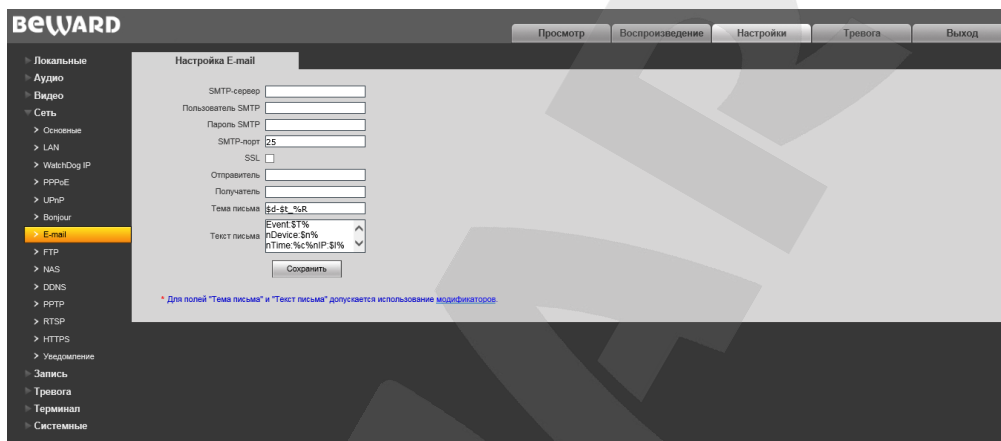 BEWARD
Просмотр
Воспроизведение
Настройки
Тревога
Выход
Локальные
Аудио
Видео
Сеть
Основные
LAN
WatchDog IP
PPPoE
UPnP
Bonjour
E-mail
FTP
NAS
DDNS
PPTP
RTSP
HTTPS
Уведомление
Запись
Тревога
Терминал
Системные
Настройка E-mail
SMTP-сервер
Пользователь SMTP
Пароль SMTP
SMTP-порт 25
SSL
Отправитель
Получатель
Тема письма $d-$t_%R
Текст письма Event:$T%
nDevice:$n%
nTime:%c%nIP:$I%
Сохранить
* Для полей "Тема письма" и "Текст письма" допускается использование модификаторов.